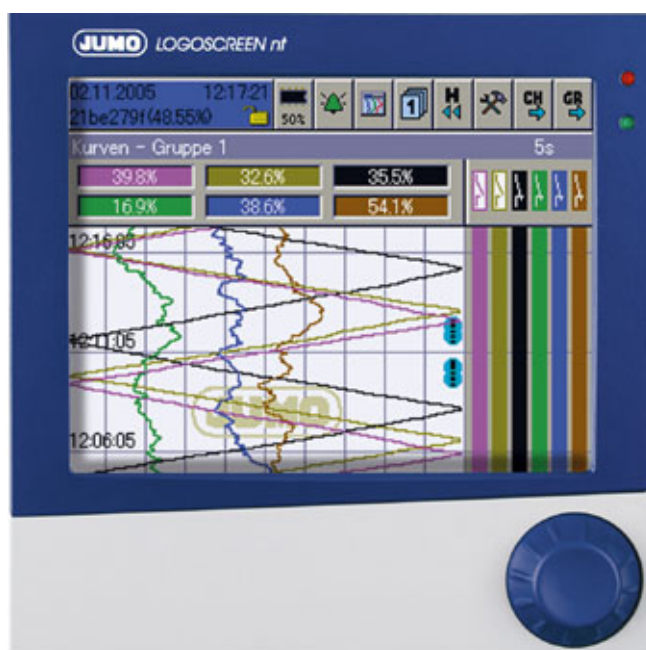 JUMO LOGOSCREEN nt
02.11.2005 12:17:21
21be279f (48.55%)
50%
1
H
CH
GR
Kurven - Gruppe 1 5s
39.8% 32.6% 35.5%
16.9% 38.6% 54.1%
12:11:05
JUMO
12:06:05